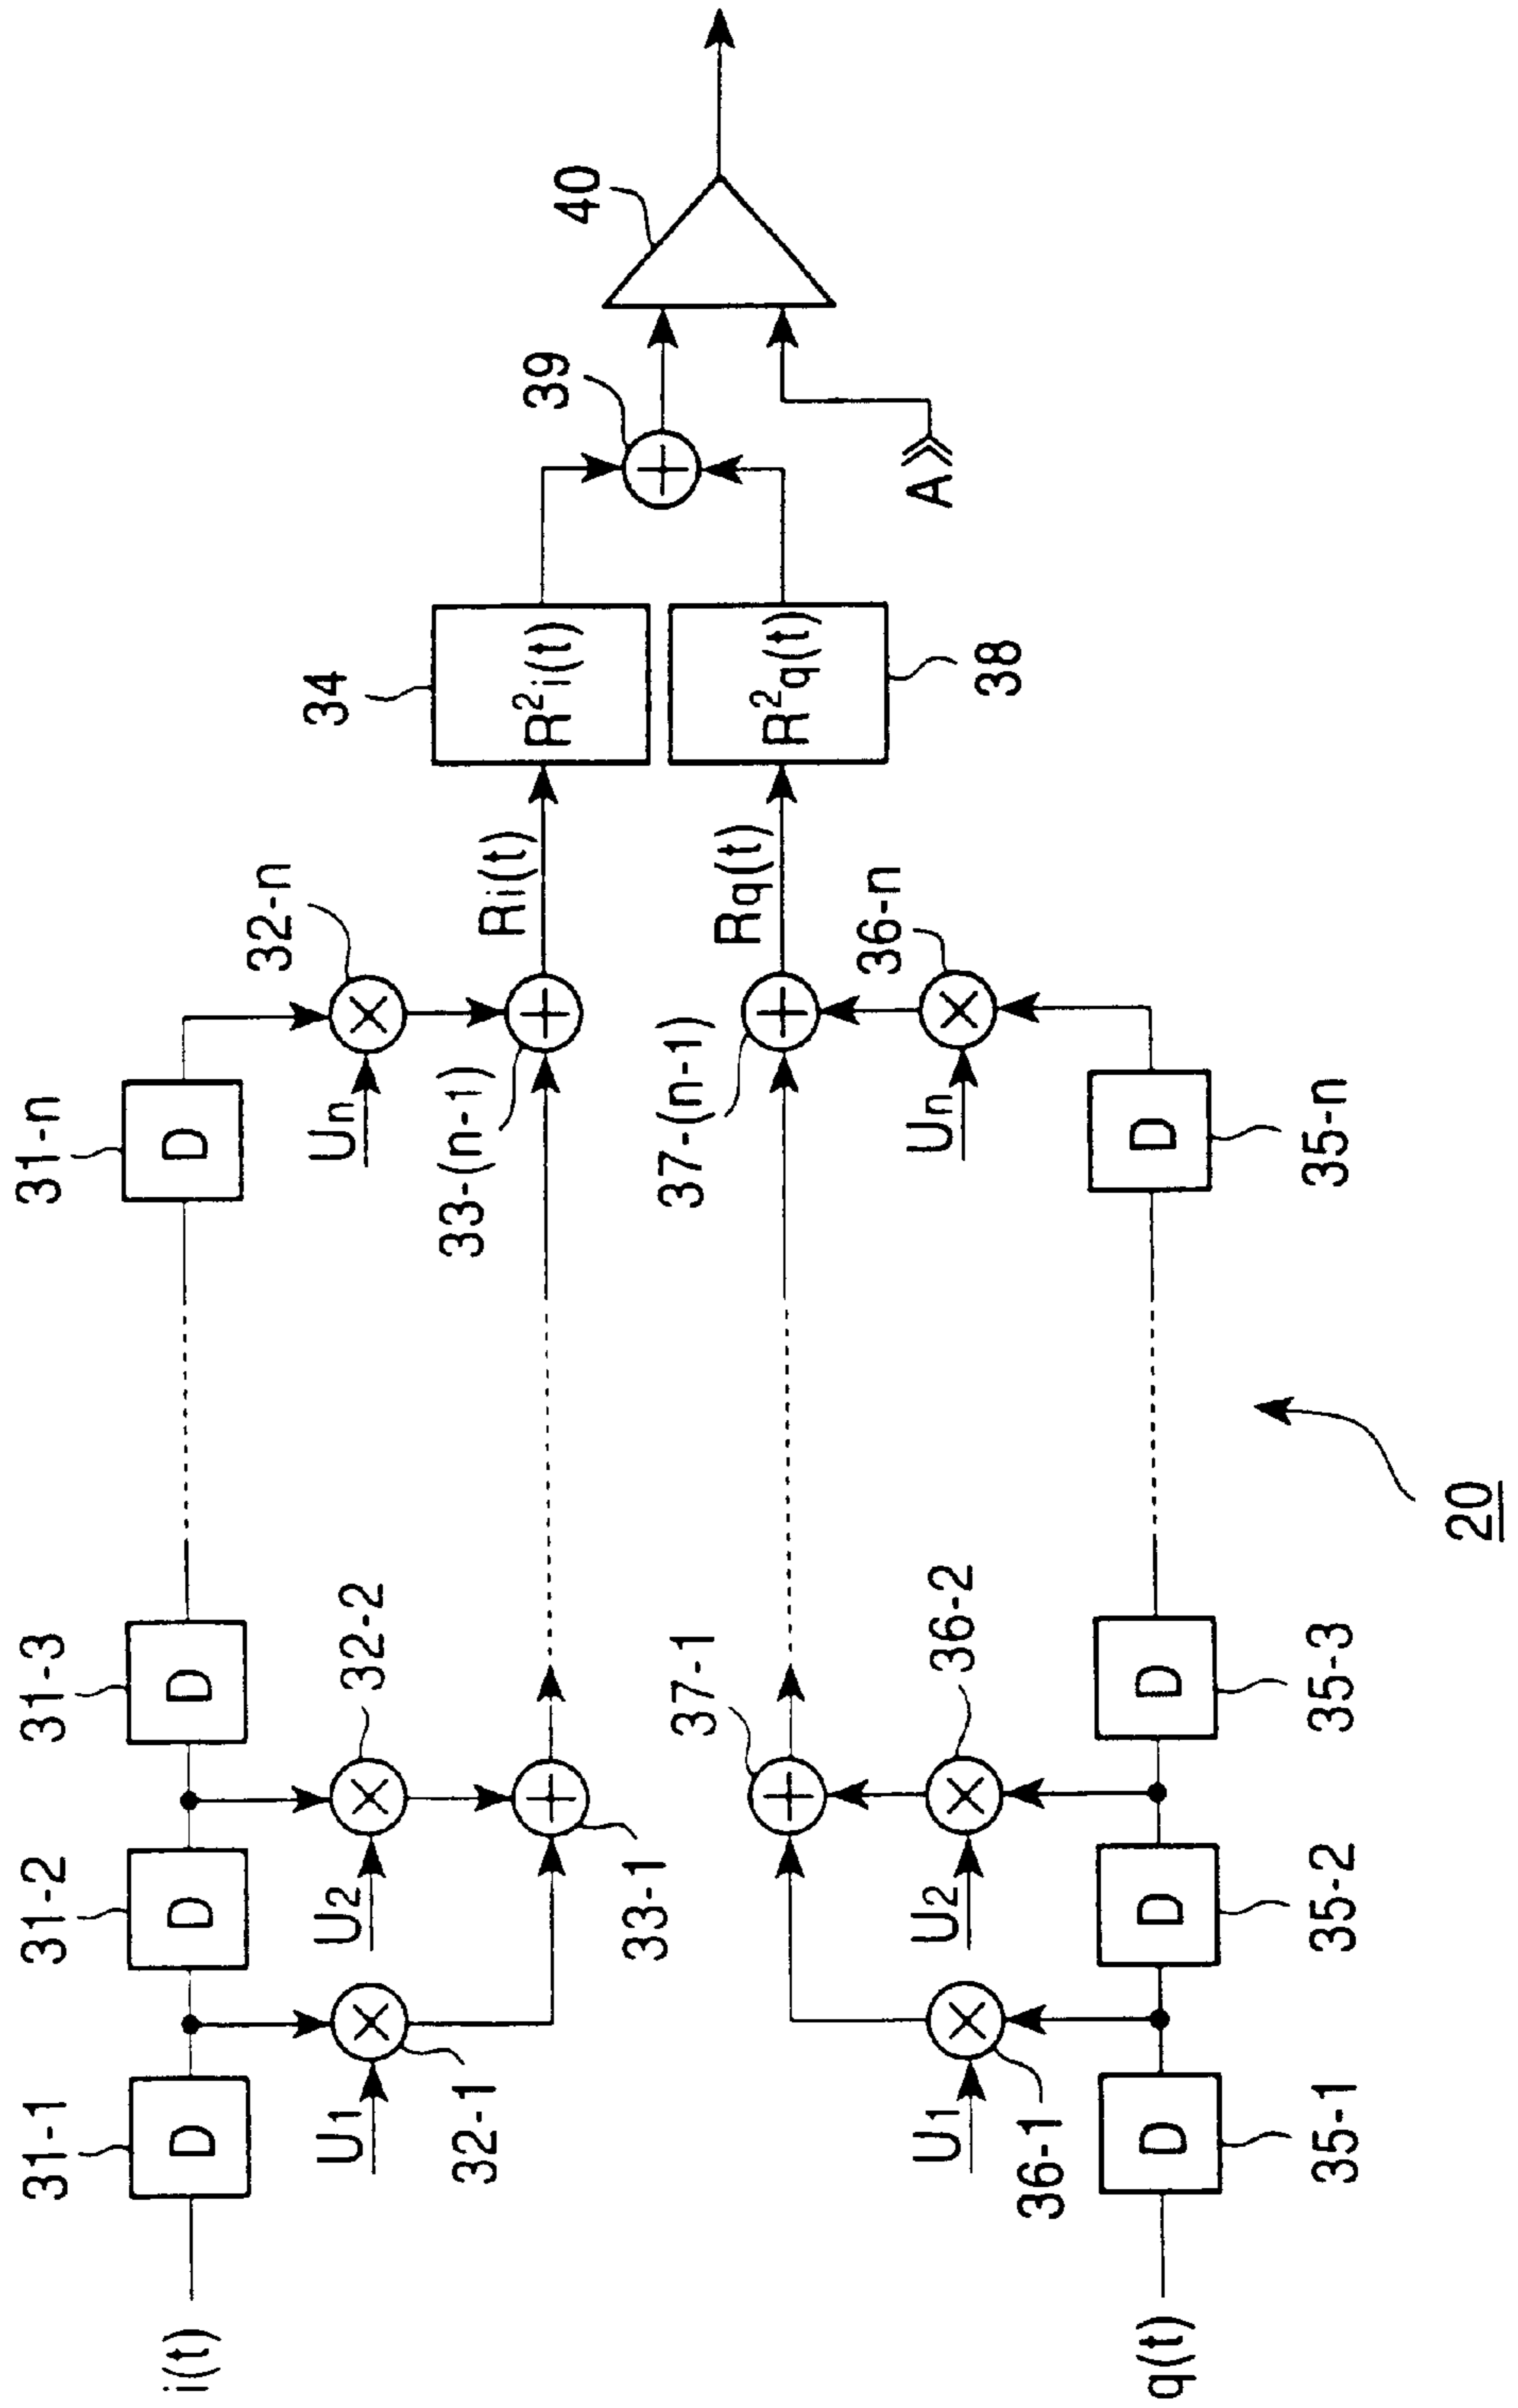 i(t)
31-1
D
31-2
D
31-3
D
31-n
D
U1
32-1
U2
32-2
Un
32-n
33-1
33-(n-1)
Ri(t)
34
R²i(t)
39
40
A
37-1
37-(n-1)
Rq(t)
R²q(t)
38
U1
36-1
U2
36-2
Un
36-n
q(t)
D
35-1
D
35-2
D
35-3
D
35-n
20